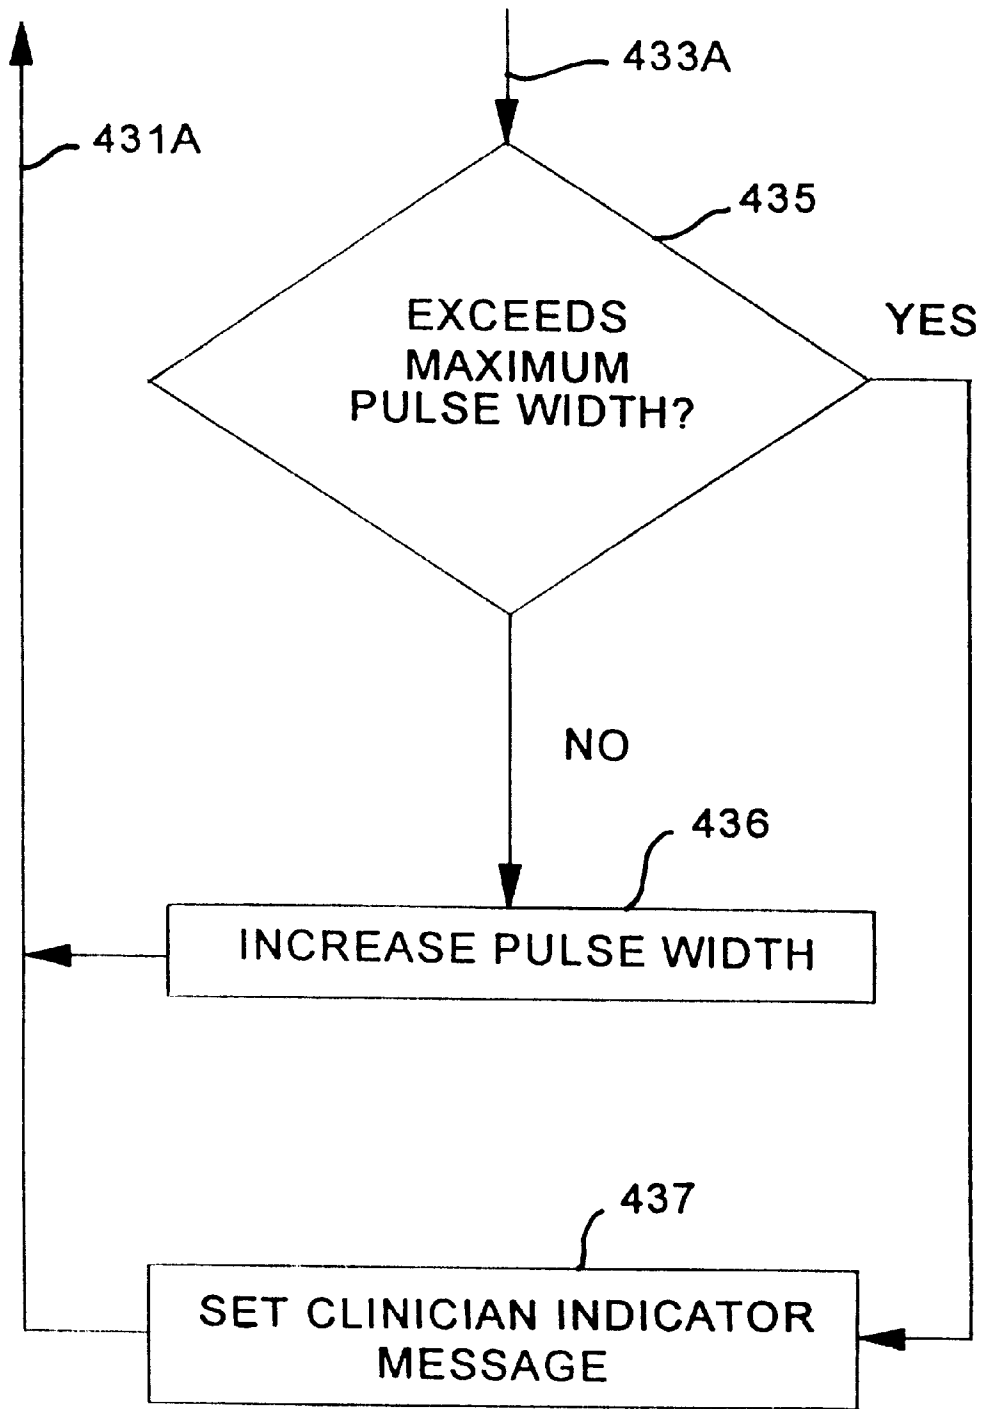 433A
431A
435
EXCEEDS
MAXIMUM
PULSE WIDTH?
YES
NO
436
INCREASE PULSE WIDTH
437
SET CLINICIAN INDICATOR
MESSAGE